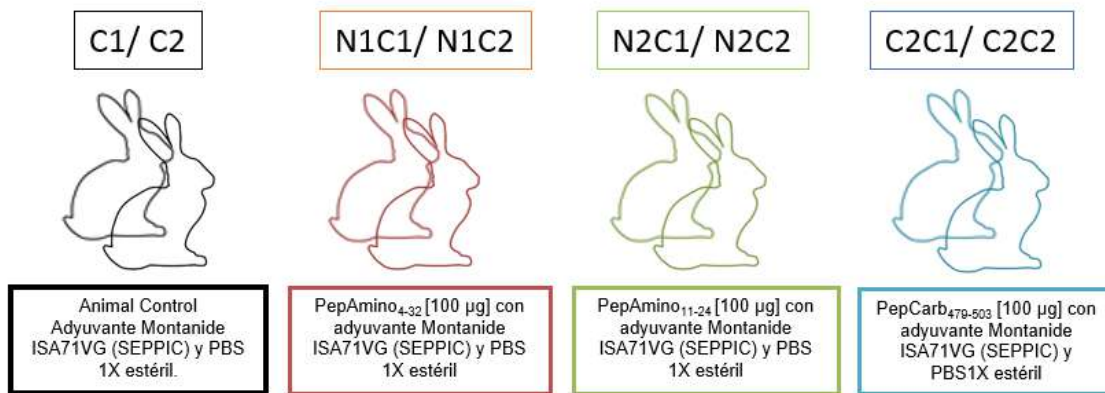 C1/ C2
N1C1/ N1C2
N2C1/ N2C2
C2C1/ C2C2
Animal Control
Adyuvante Montanide
ISA71VG (SEPPIC) y PBS
1X estéril.
PepAmino4-32 [100 µg] con
adyuvante Montanide
ISA71VG (SEPPIC) y PBS
1X estéril
PepAmino11-24 [100 µg] con
adyuvante Montanide
ISA71VG (SEPPIC) y PBS
1X estéril
PepCarb479-503 [100 µg] con
adyuvante Montanide
ISA71VG (SEPPIC) y
PBS1X estéril